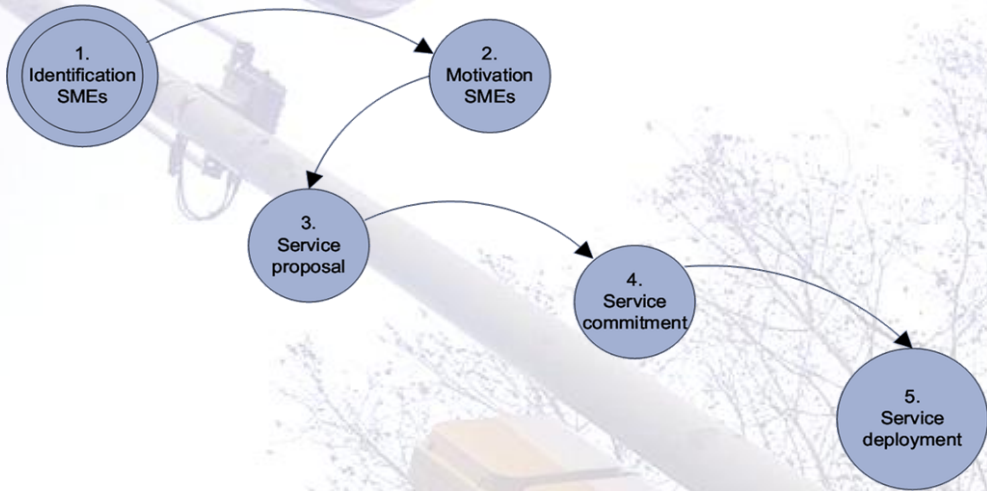 1.
Identification
SMEs
2.
Motivation
SMEs
3.
Service
proposal
4.
Service
commitment
5.
Service
deployment